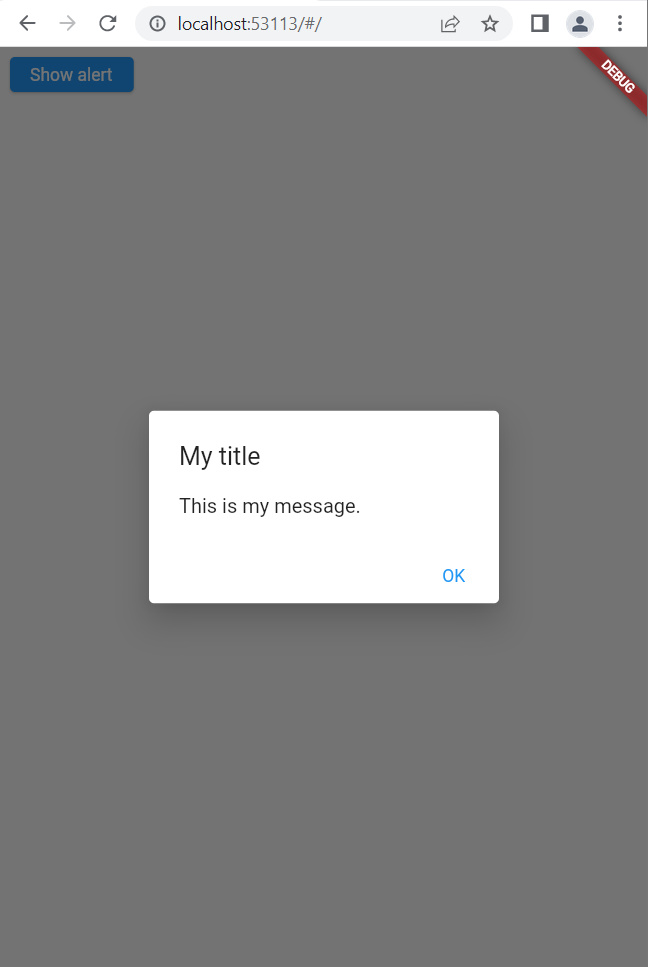 localhost:53113/#/
Show alert
DEBUG
My title
This is my message.
OK